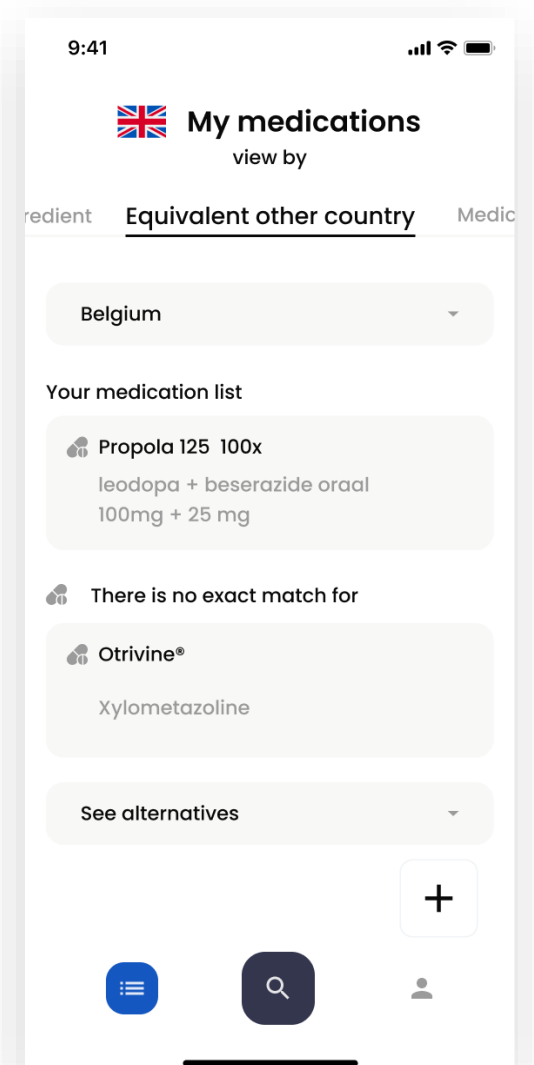 9:41
My medications
view by
redient Equivalent other country Medic
Belgium
Your medication list
Propola 125 100x
leodopa + beserazide oraal
100mg + 25 mg
There is no exact match for
Otrivine®
Xylometazoline
See alternatives
+